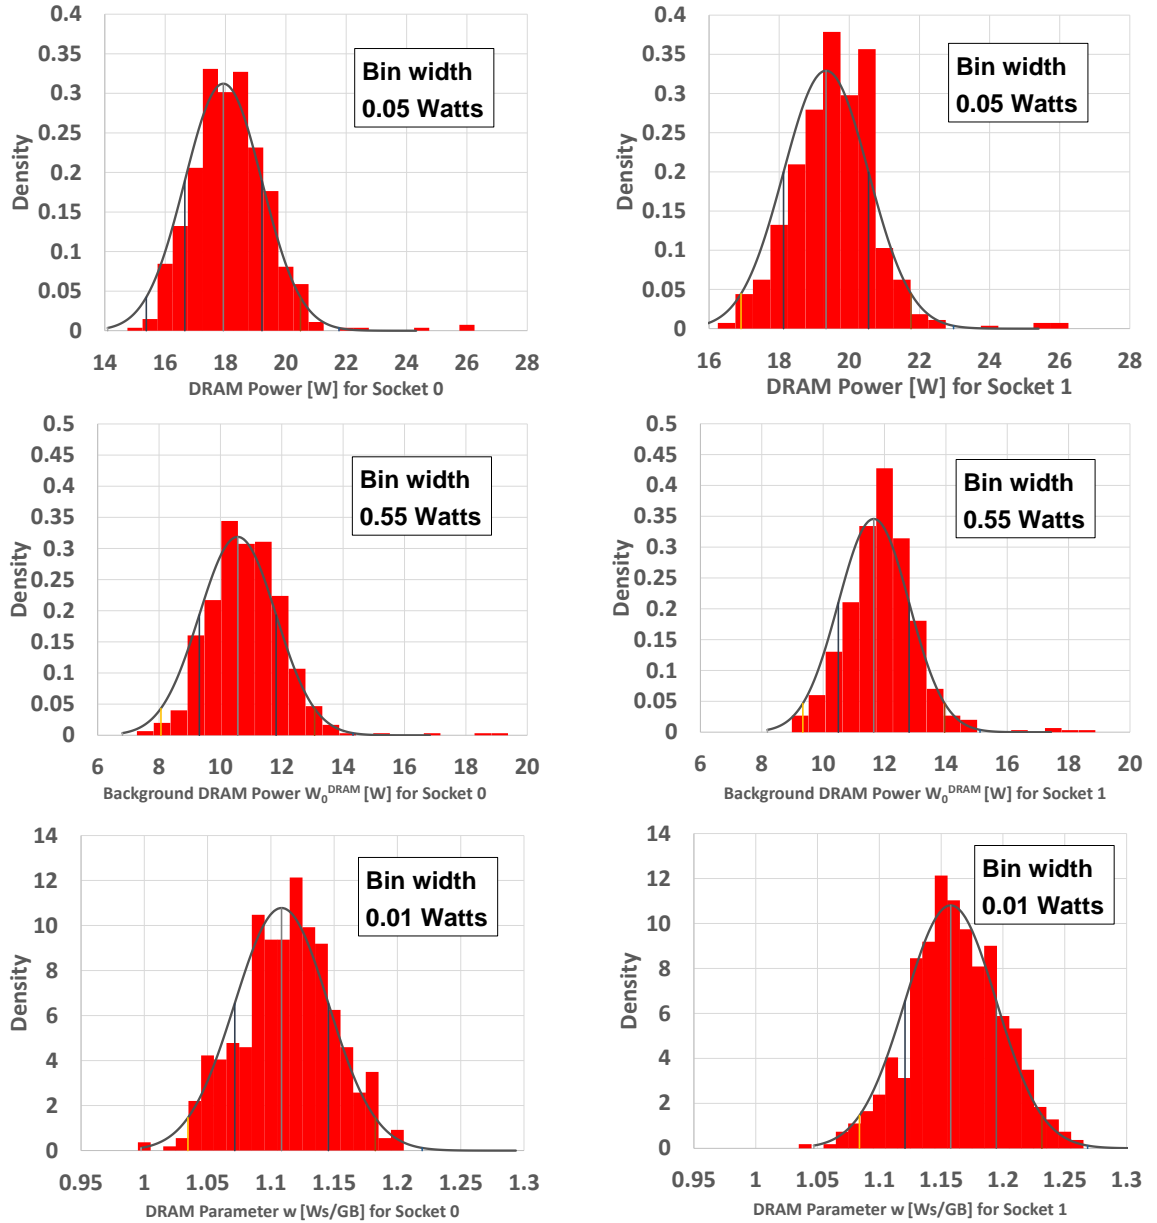 0.4
0.35
0.3
0.25
0.2
0.15
0.1
0.05
0
Density
Bin width
0.05 Watts
14 16 18 20 22 24 26 28
DRAM Power [W] for Socket 0
0.4
0.35
0.3
0.25
0.2
0.15
0.1
0.05
0
Density
Bin width
0.05 Watts
16 18 20 22 24 26 28
DRAM Power [W] for Socket 1
0.5
0.45
0.4
0.35
0.3
0.25
0.2
0.15
0.1
0.05
0
Density
Bin width
0.55 Watts
6 8 10 12 14 16 18 20
Background DRAM Power W₀ᴰᴿᴬᴹ [W] for Socket 0
0.5
0.45
0.4
0.35
0.3
0.25
0.2
0.15
0.1
0.05
0
Density
Bin width
0.55 Watts
6 8 10 12 14 16 18 20
Background DRAM Power W₀ᴰᴿᴬᴹ [W] for Socket 1
14
12
10
8
6
4
2
0
Density
Bin width
0.01 Watts
0.95 1 1.05 1.1 1.15 1.2 1.25 1.3
DRAM Parameter w [Ws/GB] for Socket 0
14
12
10
8
6
4
2
0
Density
Bin width
0.01 Watts
0.95 1 1.05 1.1 1.15 1.2 1.25 1.3
DRAM Parameter w [Ws/GB] for Socket 1